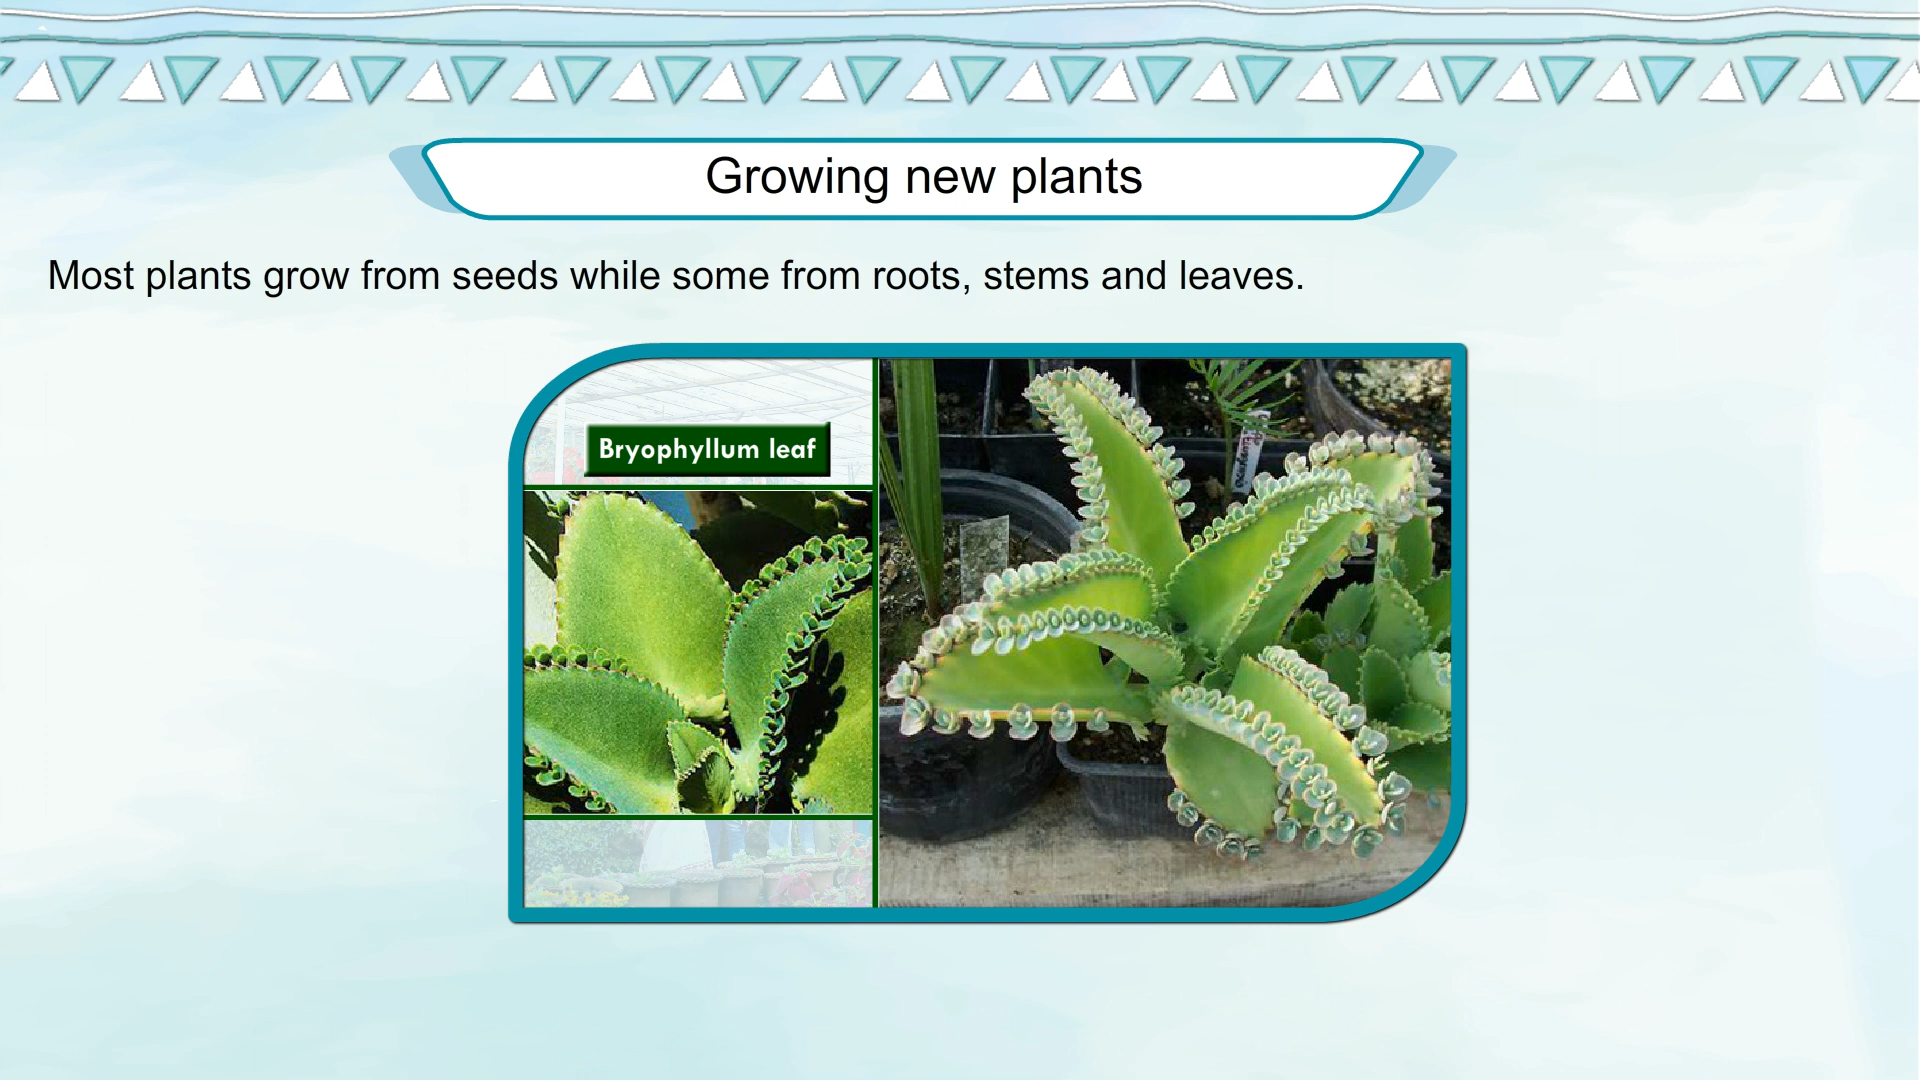 Growing new plants
Most plants grow from seeds while some from roots, stems and leaves.
Bryophyllum leaf